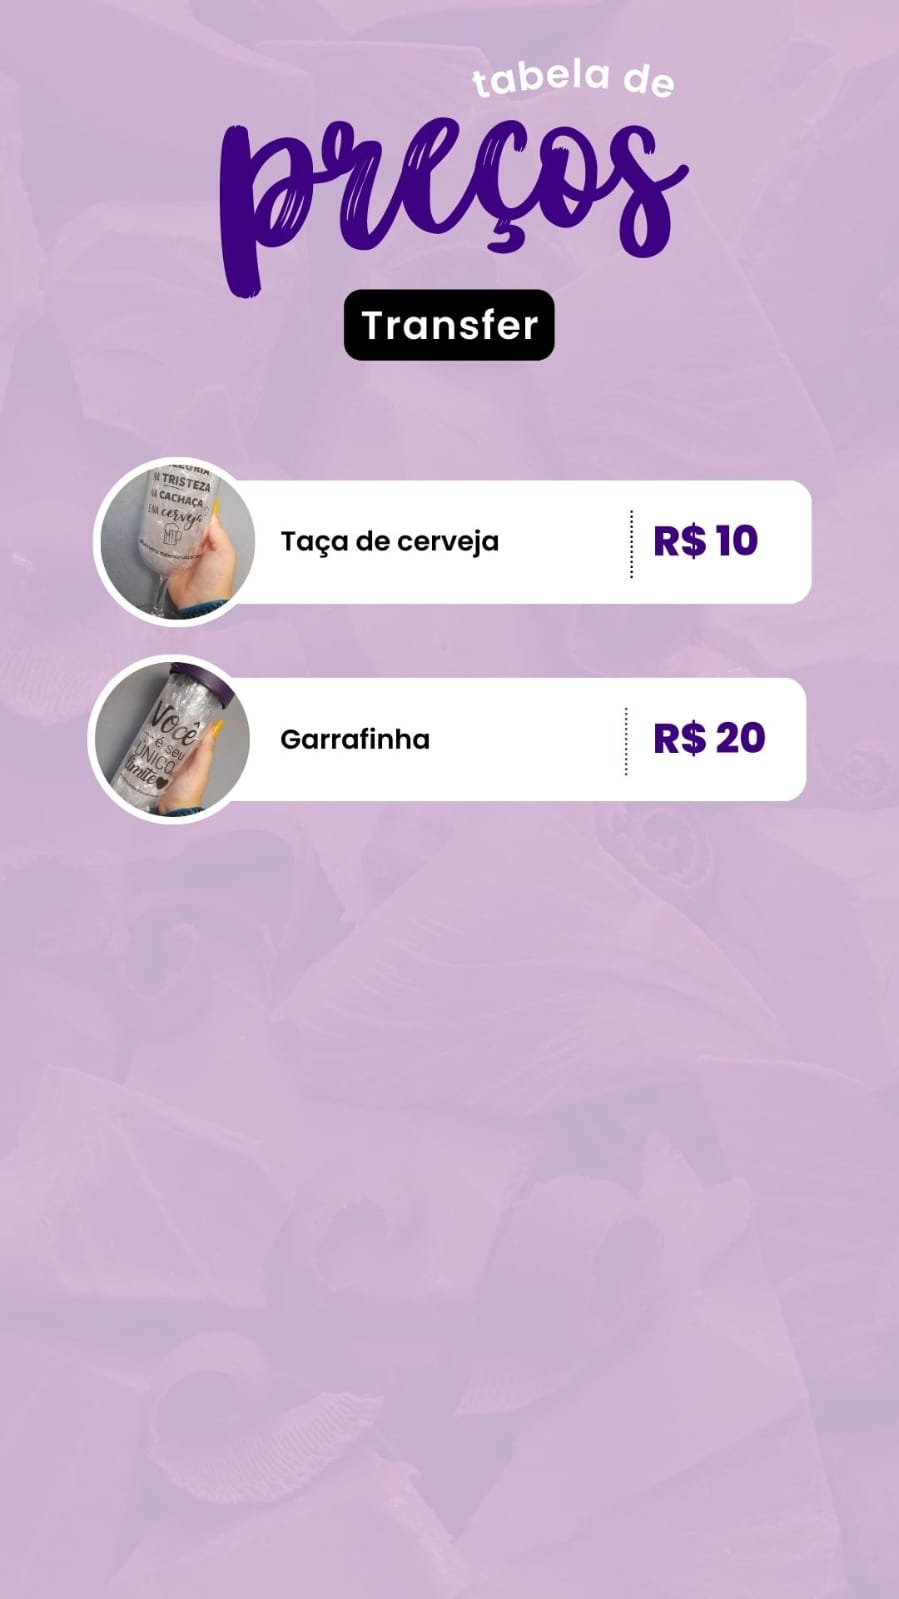 tabela de
preços
Transfer
NA TRISTEZA
NA CACHAÇA
E NA cerveja
Taça de cerveja
R$ 10
Você
é seu
ÚNICO
limite
Garrafinha
R$ 20